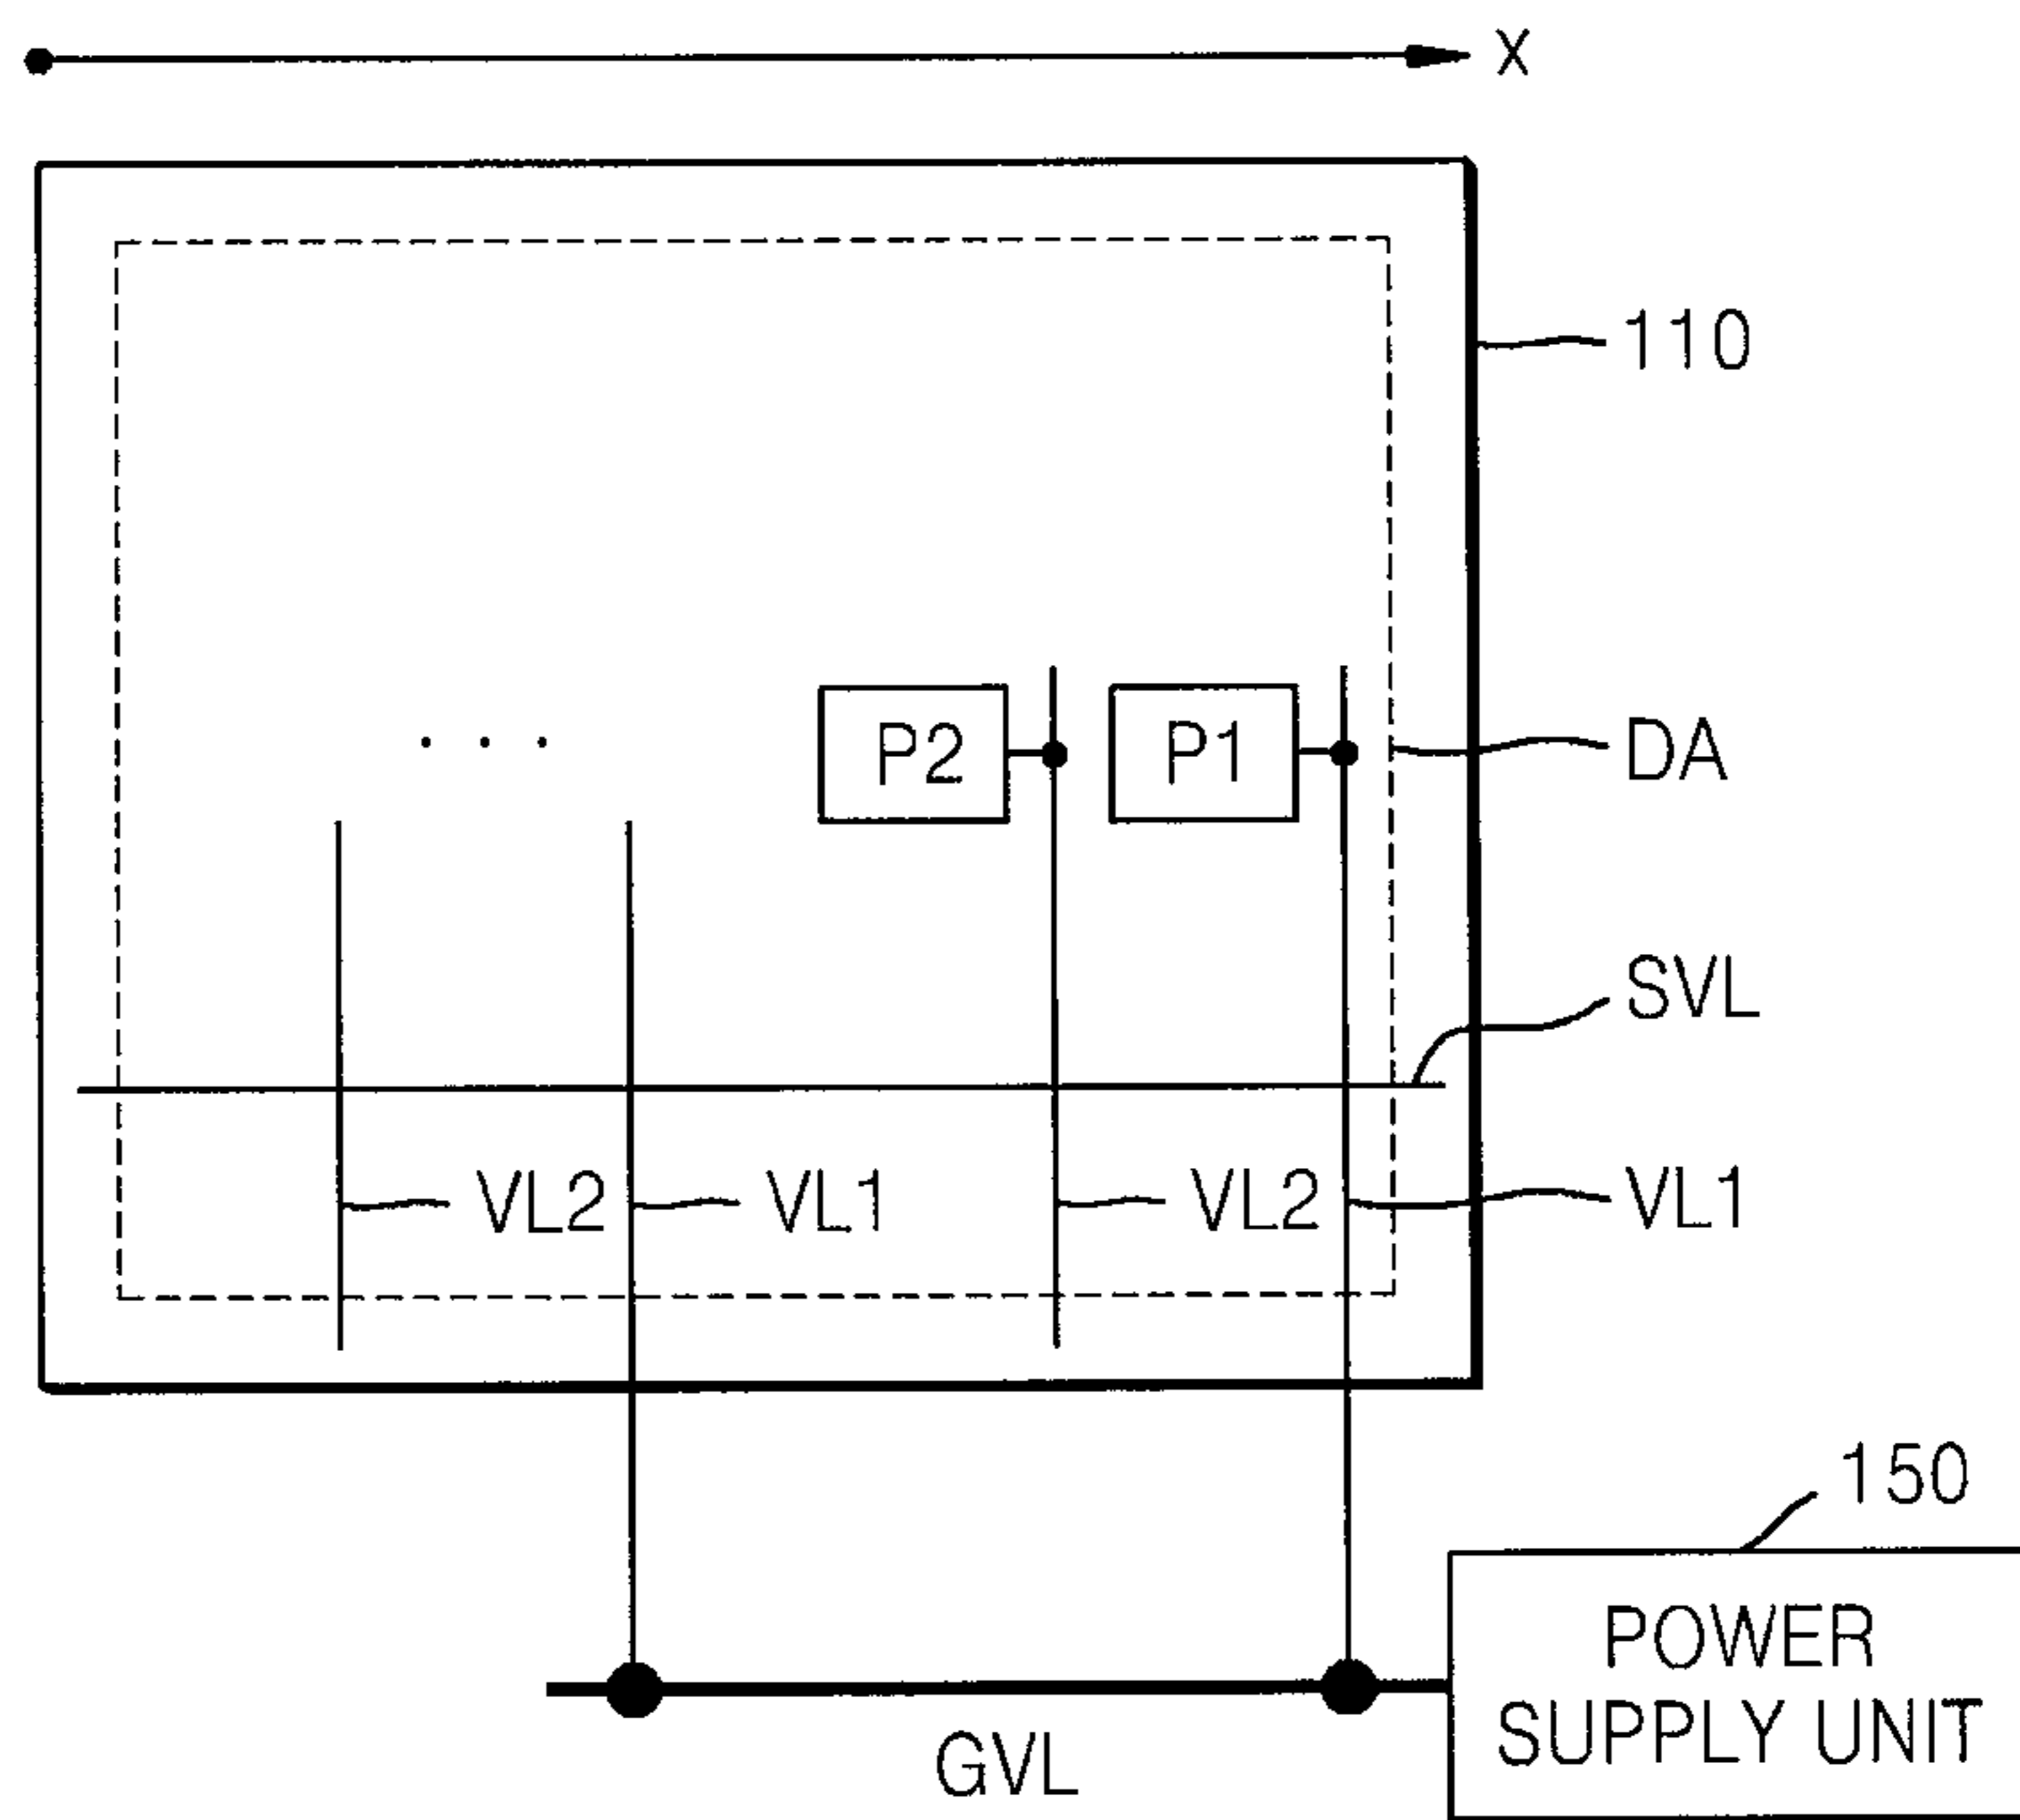 X
110
P2
P1
DA
. . .
SVL
VL2
VL1
VL2
VL1
150
POWER
SUPPLY UNIT
GVL